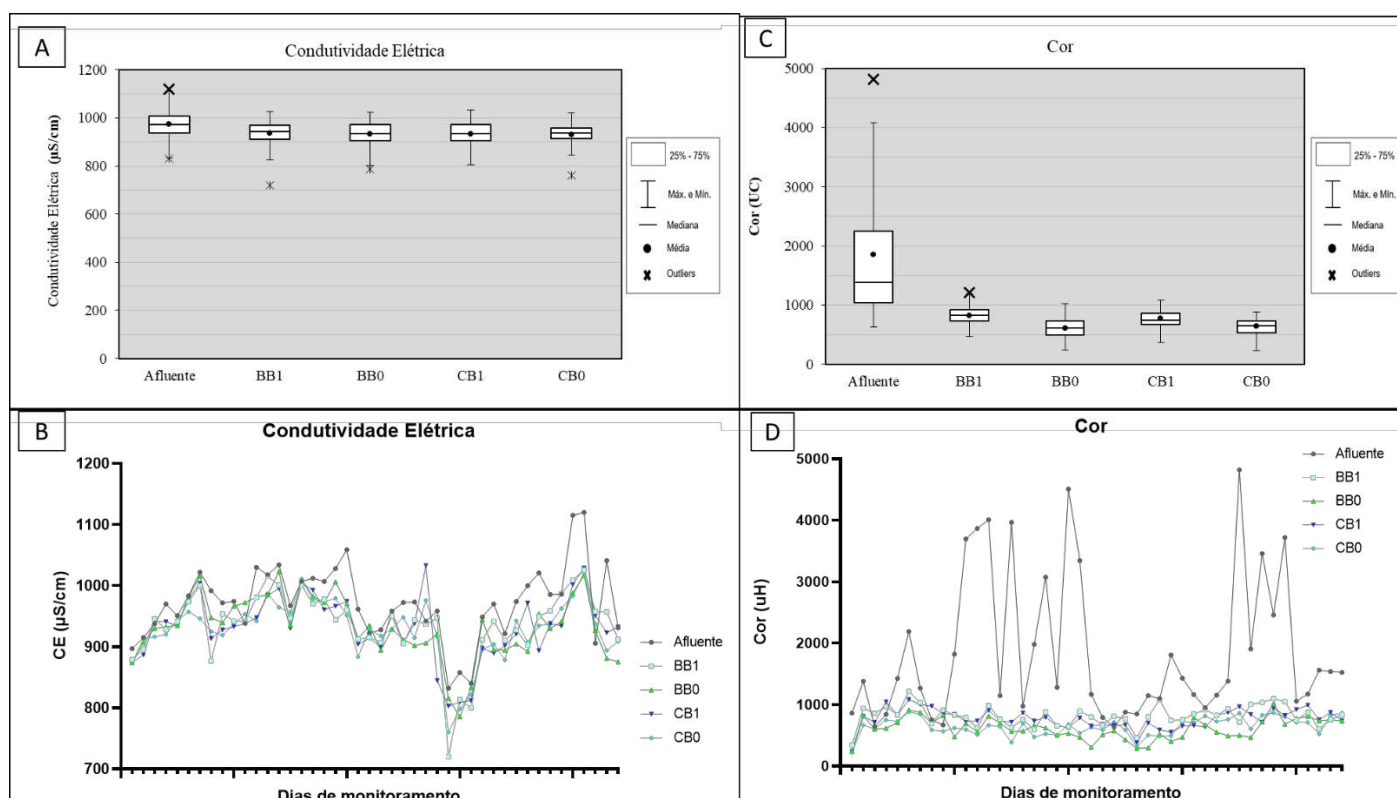 A
Condutividade Elétrica
Condutividade Elétrica (µS/cm)
1200
1000
800
600
400
200
0
Afluente BB1 BB0 CB1 CB0
25% - 75%
Máx. e Mín.
Mediana
Média
Outliers
C
Cor
Cor (UC)
5000
4000
3000
2000
1000
0
Afluente BB1 BB0 CB1 CB0
25% - 75%
Máx. e Mín.
Mediana
Média
Outliers
B
Condutividade Elétrica
CE (µS/cm)
1200
1100
1000
900
800
700
Afluente
BB1
BB0
CB1
CB0
Dias de monitoramento
D
Cor
Cor (uH)
5000
4000
3000
2000
1000
0
Afluente
BB1
BB0
CB1
CB0
Dias de monitoramento